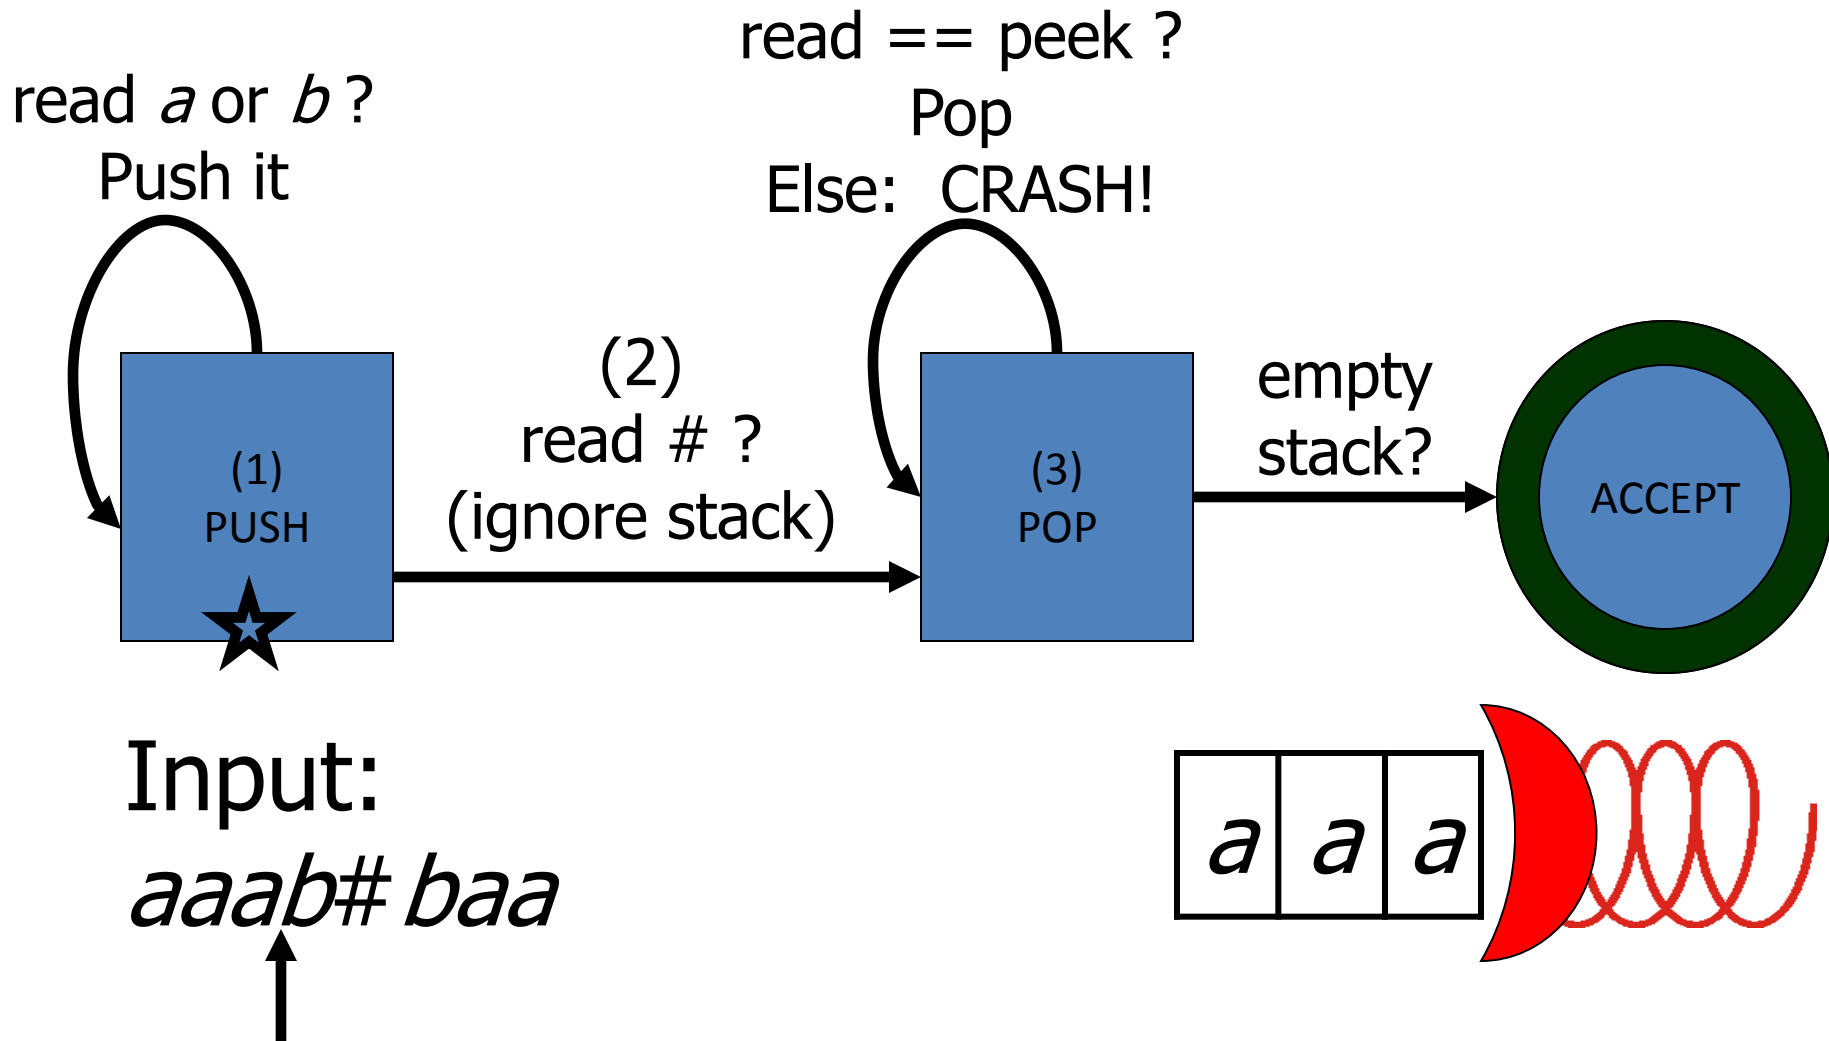 read == peek ?
Pop
Else: CRASH!
read a or b ?
Push it
(2)
read # ?
(ignore stack)
empty
stack?
(1)
PUSH
(3)
POP
ACCEPT
Input:
aaab#baa
a a a